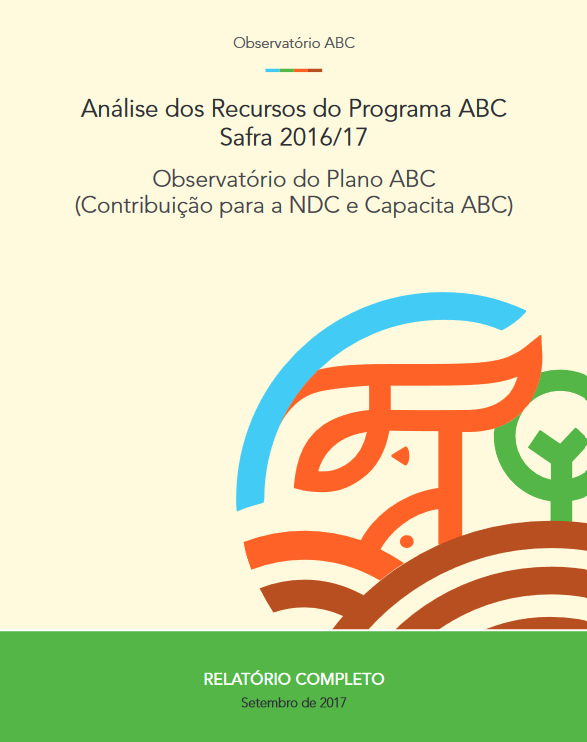 Observatório ABC
Análise dos Recursos do Programa ABC
Safra 2016/17
Observatório do Plano ABC
(Contribuição para a NDC e Capacita ABC)
RELATÓRIO COMPLETO
Setembro de 2017